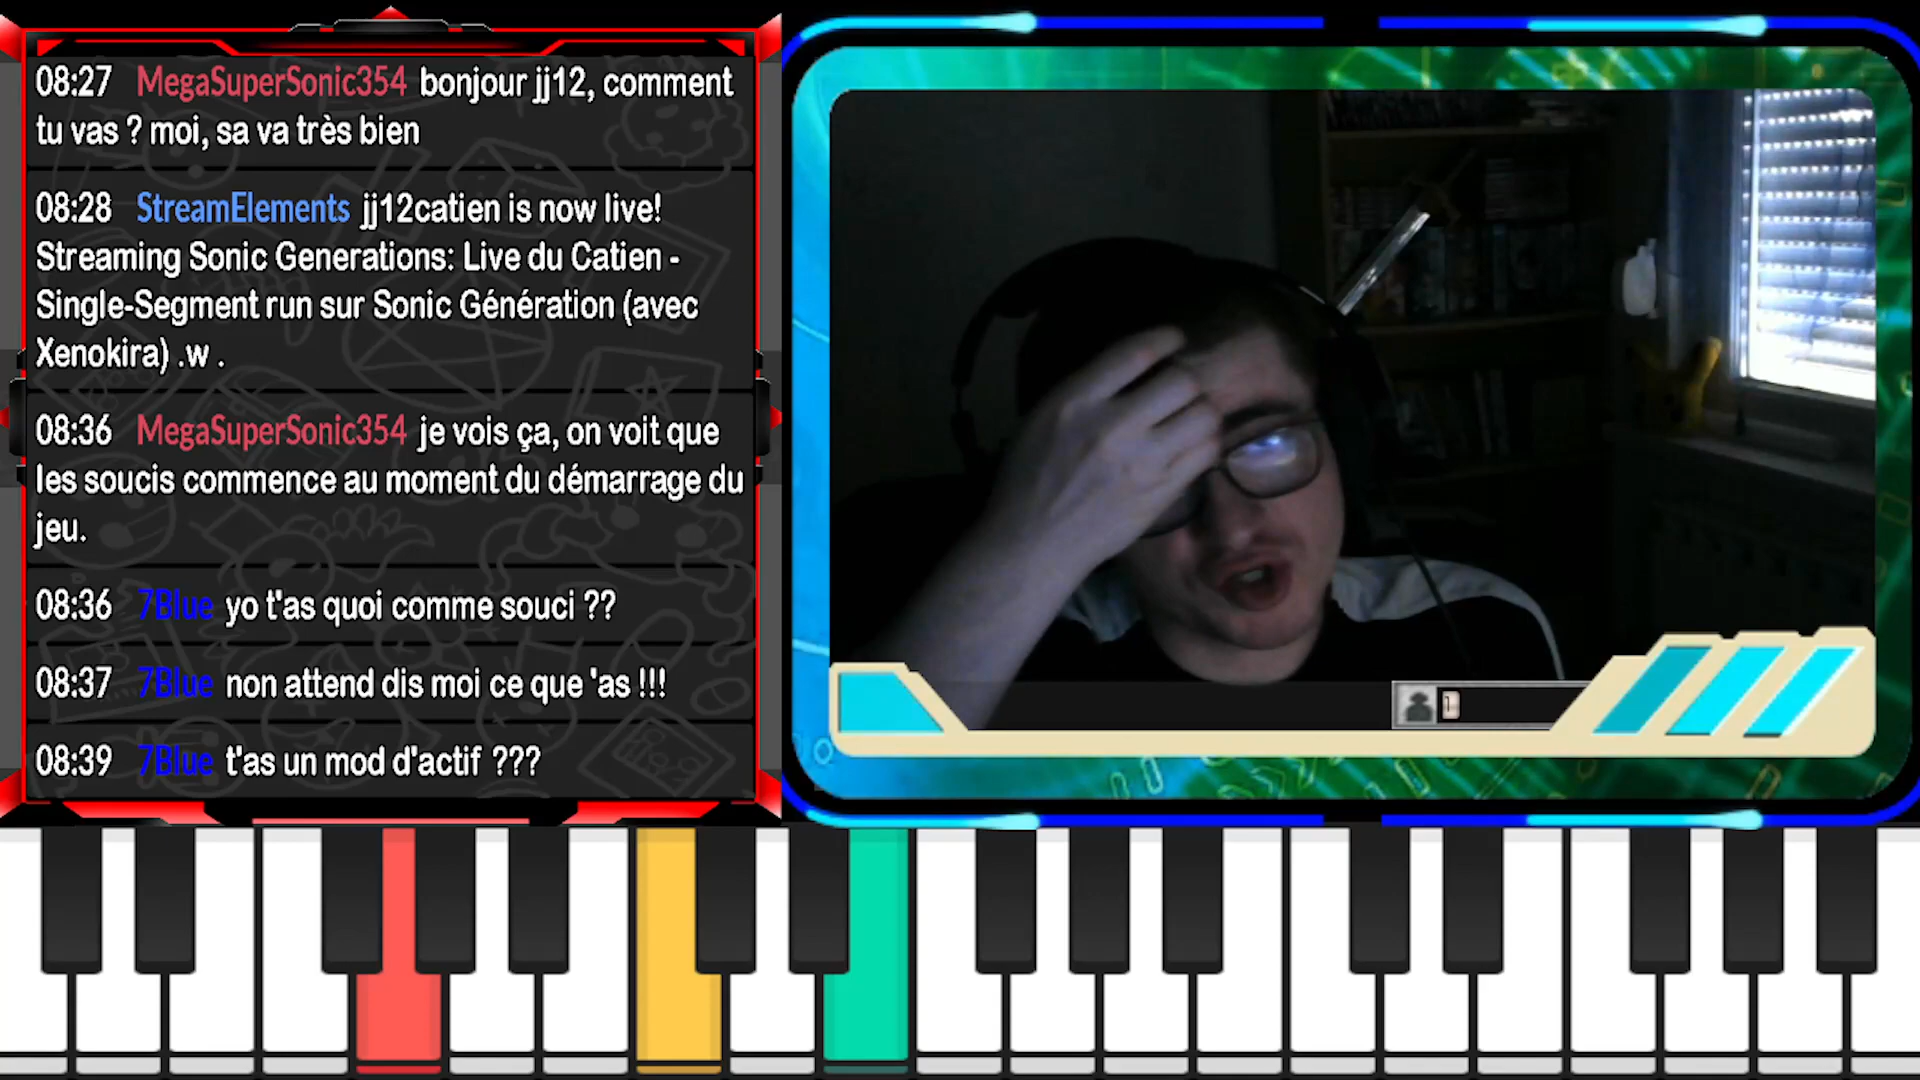 08:27 MegaSuperSonic354 bonjour jj12, comment
tu vas ? moi, sa va très bien
08:28 StreamElements jj12catien is now live!
Streaming Sonic Generations: Live du Catien -
Single-Segment run sur Sonic Génération (avec
Xenokira) .w .
08:36 MegaSuperSonic354 je vois ça, on voit que
les soucis commence au moment du démarrage du
jeu.
08:36 7Blue yo t'as quoi comme souci ??
08:37 7Blue non attend dis moi ce que 'as !!!
08:39 7Blue t'as un mod d'actif ???
1